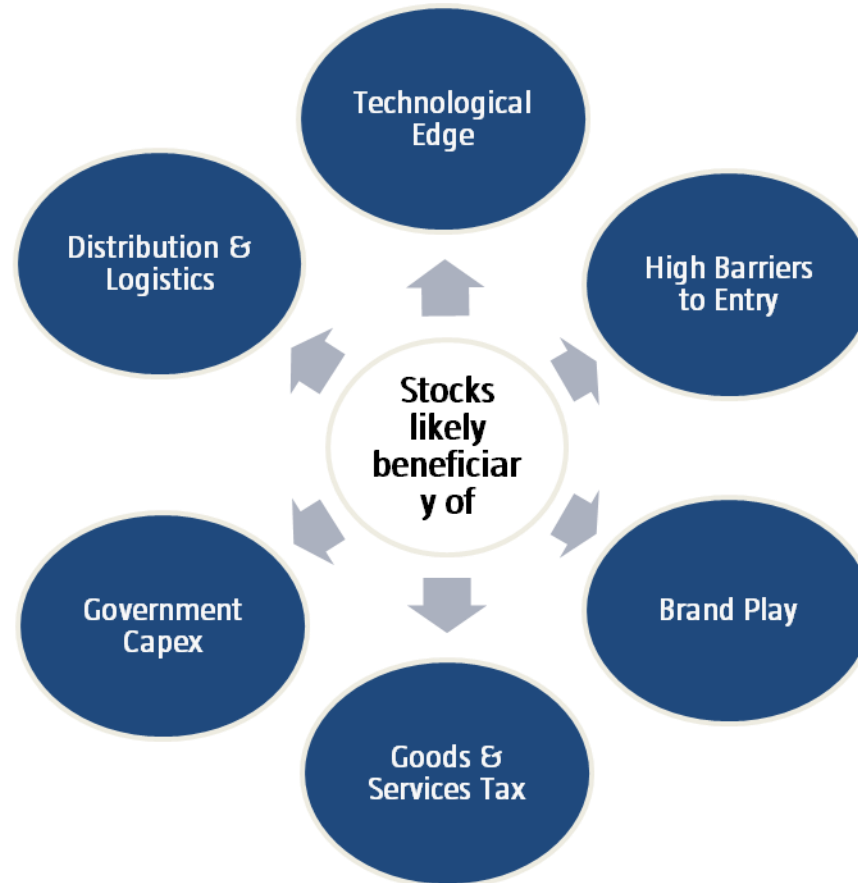 Technological
Edge
Distribution &
Logistics
High Barriers
to Entry
Stocks
likely
beneficiar
y of
Government
Capex
Brand Play
Goods &
Services Tax